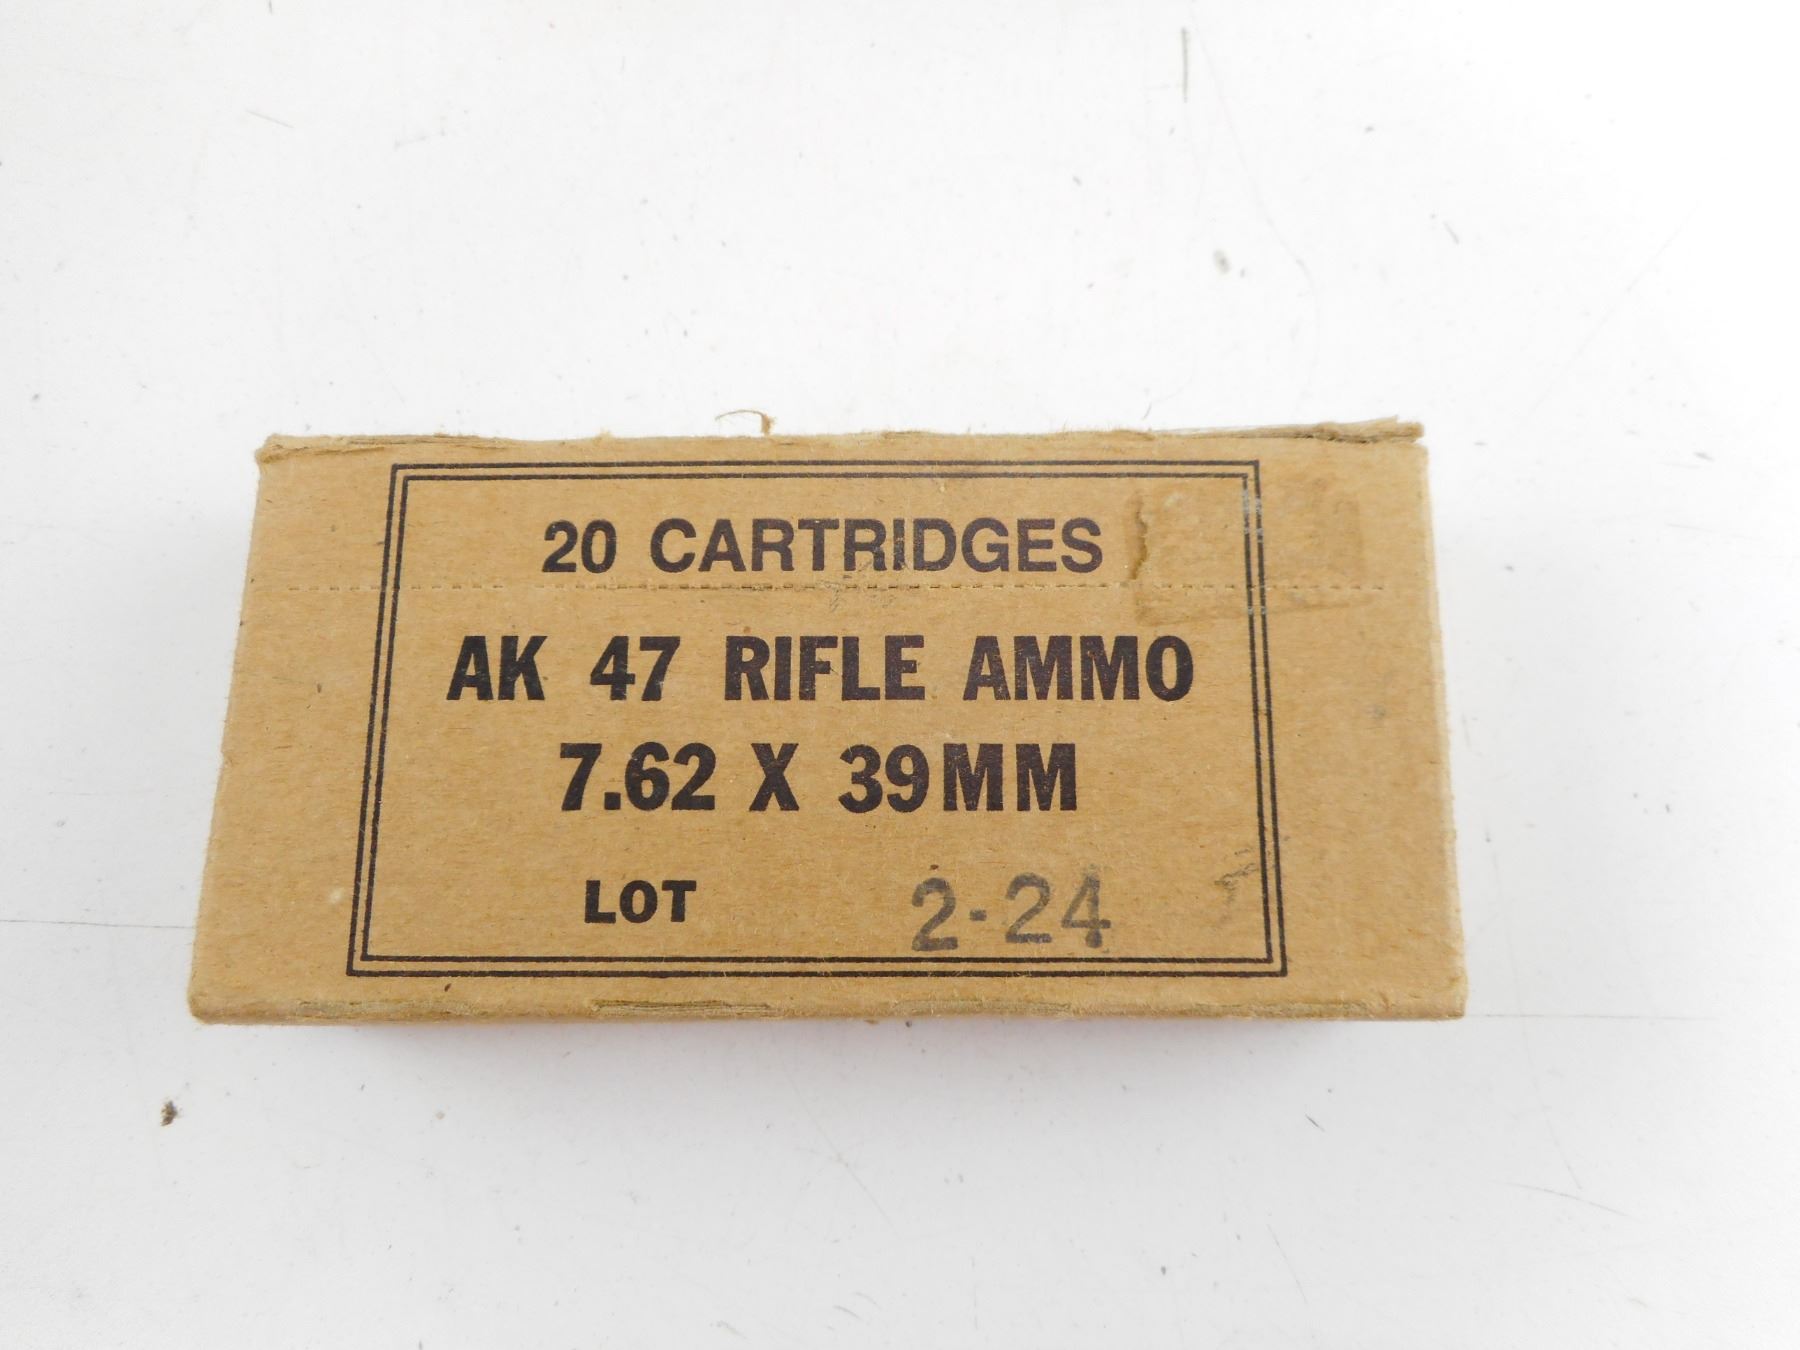 20 CARTRIDGES
AK 47 RIFLE AMMO
7.62 X 39MM
LOT 2-24